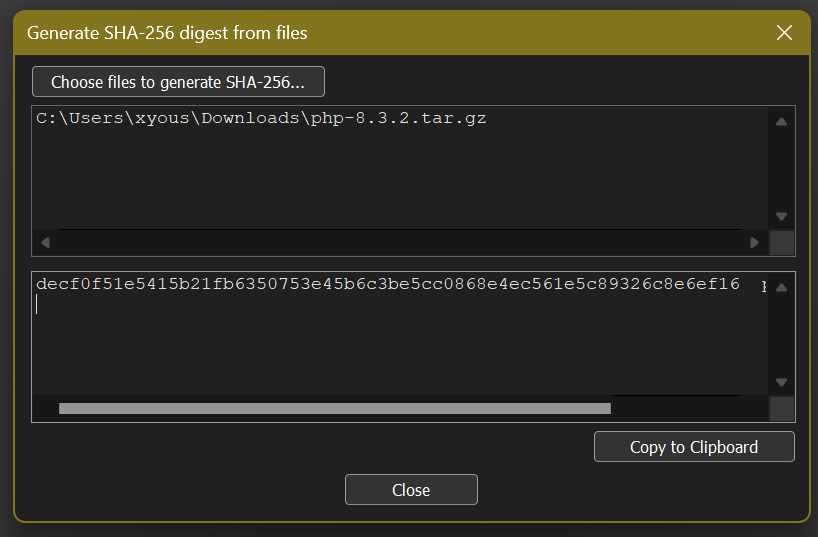 Generate SHA-256 digest from files
Choose files to generate SHA-256...
C:\Users\xyous\Downloads\php-8.3.2.tar.gz
decf0f51e5415b21fb6350753e45b6c3be5cc0868e4ec561e5c89326c8e6ef16
Copy to Clipboard
Close